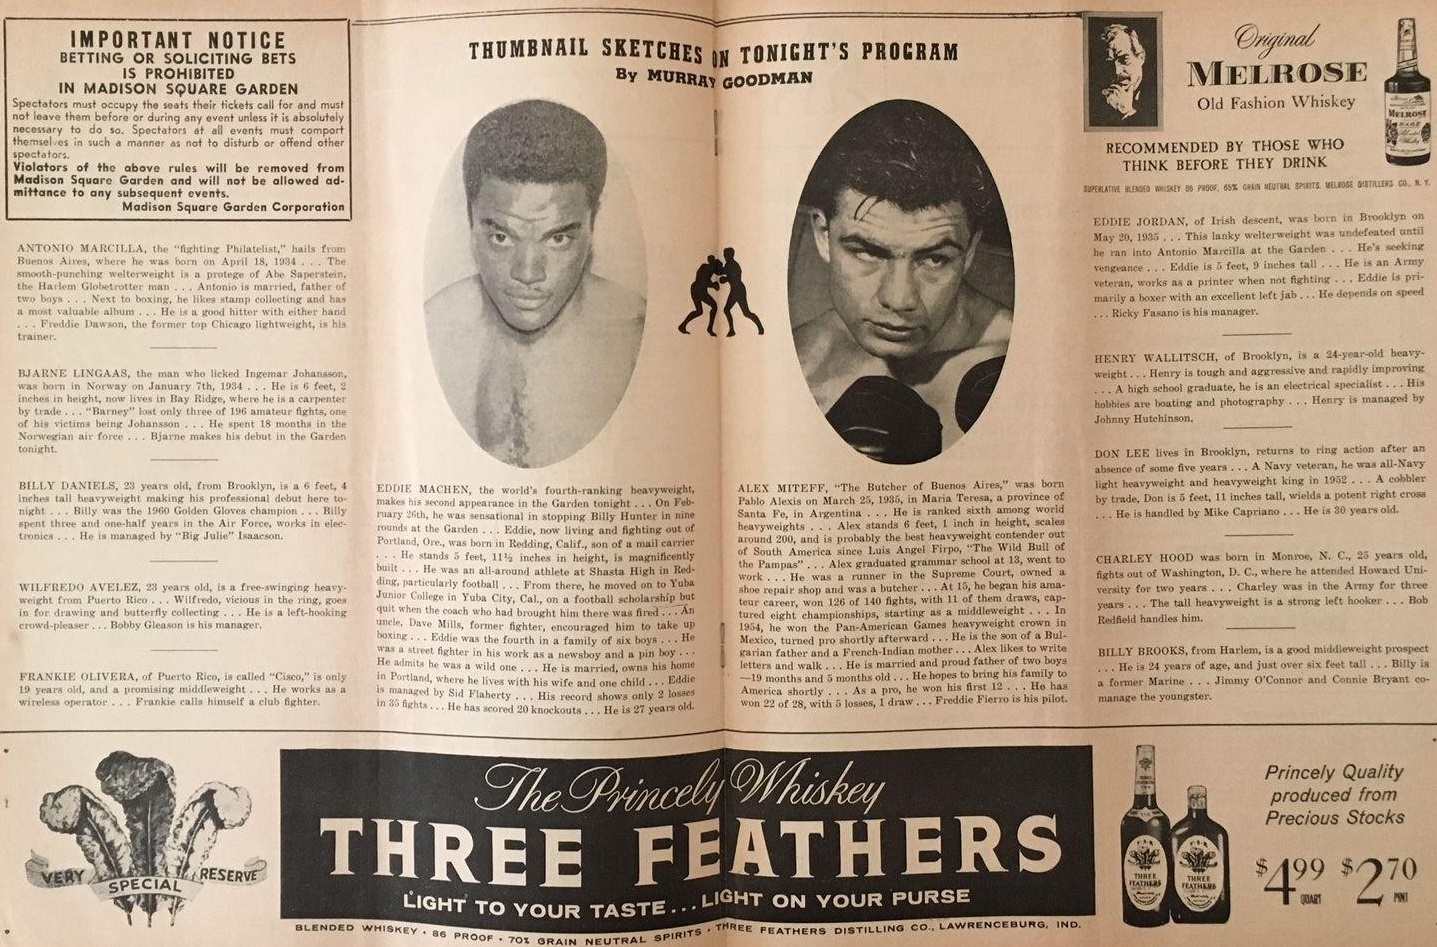 IMPORTANT NOTICE
BETTING OR SOLICITING BETS
IS PROHIBITED
IN MADISON SQUARE GARDEN
Spectators must occupy the seats their tickets call for and must
not leave them before or during any event unless it is absolutely
necessary to do so. Spectators at all events must comport
themselves in such a manner as not to disturb or offend other
spectators.
Violators of the above rules will be removed from
Madison Square Garden and will not be allowed ad-
mittance to any subsequent events.
Madison Square Garden Corporation
ANTONIO MARCILLA, the "fighting Philatelist," hails from
Buenos Aires, where he was born on April 18, 1934 . . . The
smooth-punching welterweight is a protege of Abe Saperstein,
the Harlem Globetrotter man . . . Antonio is married, father of
two boys . . . Next to boxing, he likes stamp collecting and has
a most valuable album . . . He is a good hitter with either hand
. . . Freddie Dawson, the former top Chicago lightweight, is his
trainer.
BJARNE LINGAAS, the man who licked Ingemar Johansson,
was born in Norway on January 7th, 1934 . . . He is 6 feet, 2
inches in height, now lives in Bay Ridge, where he is a carpenter
by trade . . . "Barney" lost only three of 196 amateur fights, one
of his victims being Johansson . . . He spent 18 months in the
Norwegian air force . . . Bjarne makes his debut in the Garden
tonight.
BILLY DANIELS, 23 years old, from Brooklyn, is a 6 feet, 4
inches tall heavyweight making his professional debut here to-
night . . . Billy was the 1960 Golden Gloves champion . . . Billy
spent three and one-half years in the Air Force, works in elec-
tronics . . . He is managed by "Big Julie" Isaacson.
WILFREDO AVELEZ, 23 years old, is a free-swinging heavy-
weight from Puerto Rico . . . Wilfredo, vicious in the ring, goes
in for drawing and butterfly collecting . . . He is a left-hooking
crowd-pleaser . . . Bobby Gleason is his manager.
FRANKIE OLIVERA, of Puerto Rico, is called "Cisco," is only
19 years old, and a promising middleweight . . . He works as a
wireless operator . . . Frankie calls himself a club fighter.
THUMBNAIL SKETCHES ON TONIGHT'S PROGRAM
By MURRAY GOODMAN
EDDIE MACHEN, the world's fourth-ranking heavyweight,
makes his second appearance in the Garden tonight . . . On Feb-
ruary 26th, he was sensational in stopping Billy Hunter in nine
rounds at the Garden . . . Eddie, now living and fighting out of
Portland, Ore., was born in Redding, Calif., son of a mail carrier
. . . He stands 5 feet, 11½ inches in height, is magnificently
built . . . He was an all-around athlete at Shasta High in Red-
ding, particularly football . . . From there, he moved on to Yuba
Junior College in Yuba City, Cal., on a football scholarship but
quit when the coach who had brought him there was fired . . . An
uncle, Dave Mills, former fighter, encouraged him to take up
boxing . . . Eddie was the fourth in a family of six boys . . . He
was a street fighter in his work as a newsboy and a pin boy . . .
He admits he was a wild one . . . He is married, owns his home
in Portland, where he lives with his wife and one child . . . Eddie
is managed by Sid Flaherty . . . His record shows only 2 losses
in 35 fights . . . He has scored 20 knockouts . . . He is 27 years old.
ALEX MITEFF, "The Butcher of Buenos Aires," was born
Pablo Alexis on March 25, 1935, in Maria Teresa, a province of
Santa Fe, in Argentina . . . He is ranked sixth among world
heavyweights . . . Alex stands 6 feet, 1 inch in height, scales
around 200, and is probably the best heavyweight contender out
of South America since Luis Angel Firpo, "The Wild Bull of
the Pampas" . . . Alex graduated grammar school at 13, went to
work . . . He was a runner in the Supreme Court, owned a
shoe repair shop and was a butcher . . . At 15, he began his ama-
teur career, won 126 of 140 fights, with 11 of them draws, cap-
tured eight championships, starting as a middleweight . . . In
1954, he won the Pan-American Games heavyweight crown in
Mexico, turned pro shortly afterward . . . He is the son of a Bul-
garian father and a French-Indian mother . . . Alex likes to write
letters and walk . . . He is married and proud father of two boys
—19 months and 5 months old . . . He hopes to bring his family to
America shortly . . . As a pro, he won his first 12 . . . He has
won 22 of 28, with 5 losses, 1 draw . . . Freddie Fierro is his pilot.
Original
MELROSE
Old Fashion Whiskey
MELROSE
RECOMMENDED BY THOSE WHO
THINK BEFORE THEY DRINK
SUPERLATIVE BLENDED WHISKEY 86 PROOF, 65% GRAIN NEUTRAL SPIRITS. MELROSE DISTILLERS CO., N. Y.
EDDIE JORDAN, of Irish descent, was born in Brooklyn on
May 20, 1935 . . . This lanky welterweight was undefeated until
he ran into Antonio Marcilla at the Garden . . . He's seeking
vengeance . . . Eddie is 5 feet, 9 inches tall . . . He is an Army
veteran, works as a printer when not fighting . . . Eddie is pri-
marily a boxer with an excellent left jab . . . He depends on speed
. . . Ricky Fasano is his manager.
HENRY WALLITSCH, of Brooklyn, is a 24-year-old heavy-
weight . . . Henry is tough and aggressive and rapidly improving
. . . A high school graduate, he is an electrical specialist . . . His
hobbies are boating and photography . . . Henry is managed by
Johnny Hutchinson.
DON LEE lives in Brooklyn, returns to ring action after an
absence of some five years . . . A Navy veteran, he was all-Navy
light heavyweight and heavyweight king in 1952 . . . A cobbler
by trade, Don is 5 feet, 11 inches tall, wields a potent right cross
. . . He is handled by Mike Capriano . . . He is 30 years old.
CHARLEY HOOD was born in Monroe, N. C., 25 years old,
fights out of Washington, D. C., where he attended Howard Uni-
versity for two years . . . Charley was in the Army for three
years . . . The tall heavyweight is a strong left hooker . . . Bob
Redfield handles him.
BILLY BROOKS, from Harlem, is a good middleweight prospect
. . . He is 24 years of age, and just over six feet tall . . . Billy is
a former Marine . . . Jimmy O'Connor and Connie Bryant co-
manage the youngster.
VERY SPECIAL RESERVE
The Princely Whiskey
THREE FEATHERS
LIGHT TO YOUR TASTE...LIGHT ON YOUR PURSE
BLENDED WHISKEY • 86 PROOF • 70% GRAIN NEUTRAL SPIRITS • THREE FEATHERS DISTILLING CO., LAWRENCEBURG, IND.
THREE
FEATHERS
THREE
FEATHERS
Princely Quality
produced from
Precious Stocks
$4.99 QUART $2.70 PINT